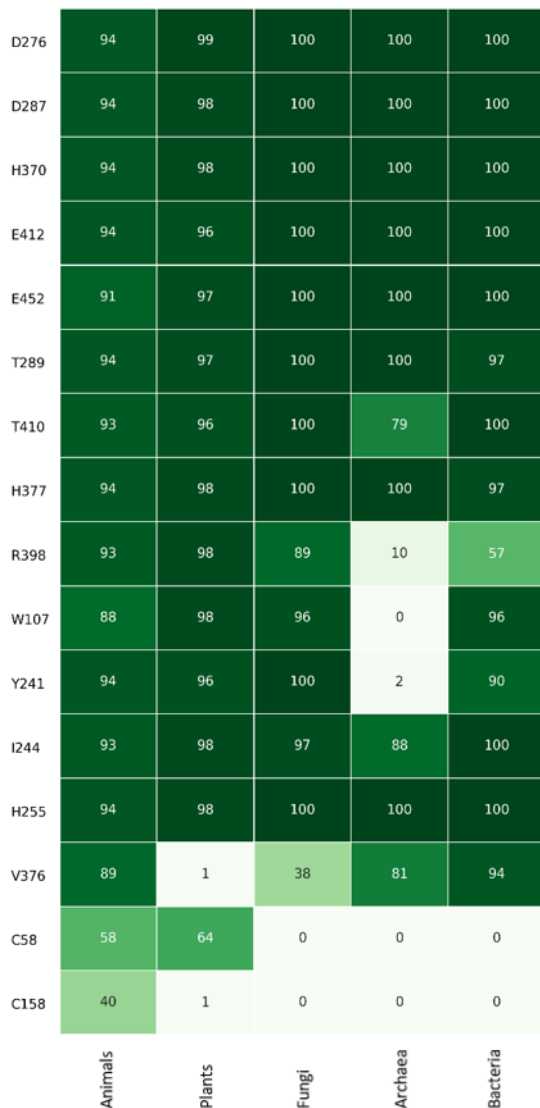 D276 94 99 100 100 100
D287 94 98 100 100 100
H370 94 98 100 100 100
E412 94 96 100 100 100
E452 91 97 100 100 100
T289 94 97 100 100 97
T410 93 96 100 79 100
H377 94 98 100 100 97
R398 93 98 89 10 57
W107 88 98 96 0 96
Y241 94 96 100 2 90
I244 93 98 97 88 100
H255 94 98 100 100 100
V376 89 1 38 81 94
C58 58 64 0 0 0
C158 40 1 0 0 0
Animals Plants Fungi Archaea Bacteria